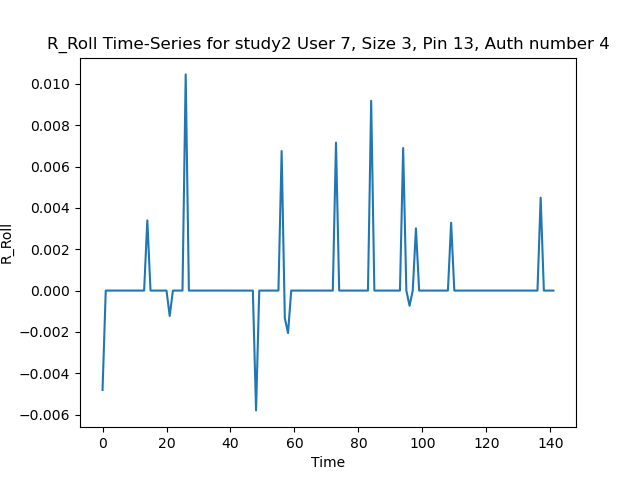 R_Roll Time-Series for study2 User 7, Size 3, Pin 13, Auth number 4
0.010
0.008
0.006
0.004
0.002
0.000
−0.002
−0.004
−0.006
R_Roll
0 20 40 60 80 100 120 140
Time